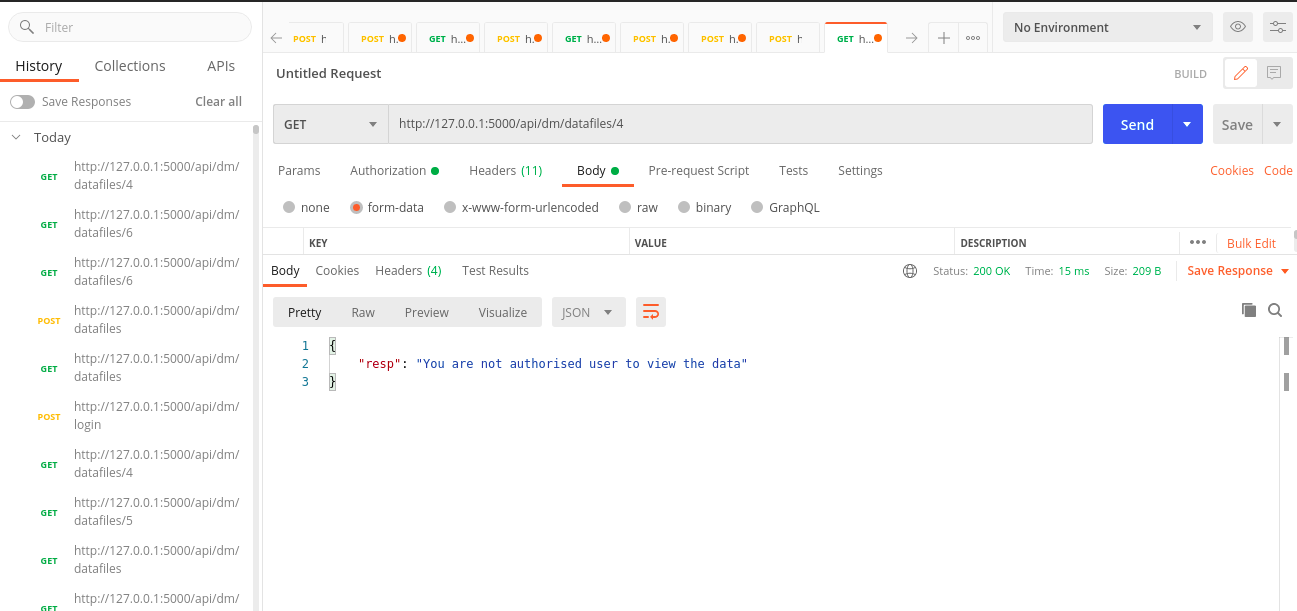 Filter
History Collections APIs
Save Responses Clear all
Today
GET http://127.0.0.1:5000/api/dm/
datafiles/4
GET http://127.0.0.1:5000/api/dm/
datafiles/6
GET http://127.0.0.1:5000/api/dm/
datafiles/6
POST http://127.0.0.1:5000/api/dm/
datafiles
GET http://127.0.0.1:5000/api/dm/
datafiles
POST http://127.0.0.1:5000/api/dm/
login
GET http://127.0.0.1:5000/api/dm/
datafiles/4
GET http://127.0.0.1:5000/api/dm/
datafiles/5
GET http://127.0.0.1:5000/api/dm/
datafiles
GET http://127.0.0.1:5000/api/dm/
POST h POST h. GET h... POST h. GET h... POST h. POST h. POST h GET h... No Environment
Untitled Request BUILD
GET http://127.0.0.1:5000/api/dm/datafiles/4 Send Save
Params Authorization Headers (11) Body Pre-request Script Tests Settings Cookies Code
none form-data x-www-form-urlencoded raw binary GraphQL
KEY VALUE DESCRIPTION ••• Bulk Edit
Body Cookies Headers (4) Test Results Status: 200 OK Time: 15 ms Size: 209 B Save Response
Pretty Raw Preview Visualize JSON
1 {
2 "resp": "You are not authorised user to view the data"
3 }